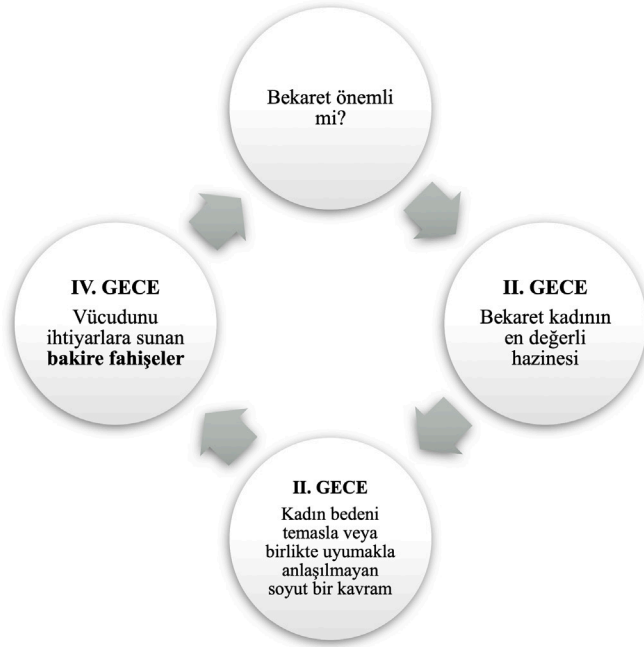 Bekaret önemli
mi?
II. GECE
Bekaret kadının
en değerli
hazinesi
II. GECE
Kadın bedeni
temasla veya
birlikte uyumakla
anlaşılmayan
soyut bir kavram
IV. GECE
Vücudunu
ihtiyarlara sunan
bakire fahişeler